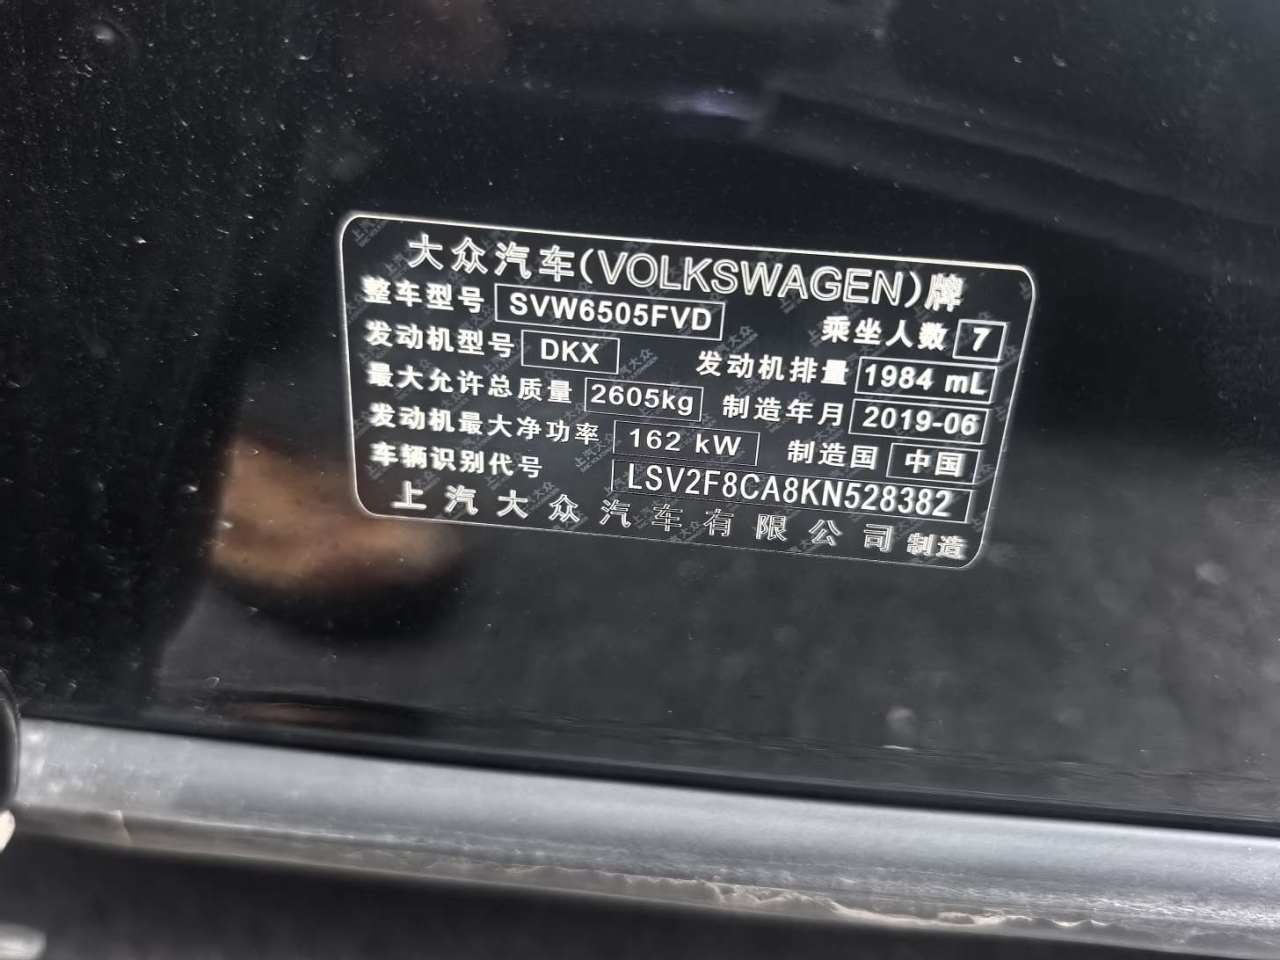 大众汽车(VOLKSWAGEN)牌
整车型号 SVW6505FVD 乘坐人数 7
发动机型号 DKX 发动机排量 1984 mL
最大允许总质量 2605kg 制造年月 2019-06
发动机最大净功率 162 kW 制造国 中国
车辆识别代号 LSV2F8CA8KN528382
上汽大众汽车有限公司 制造